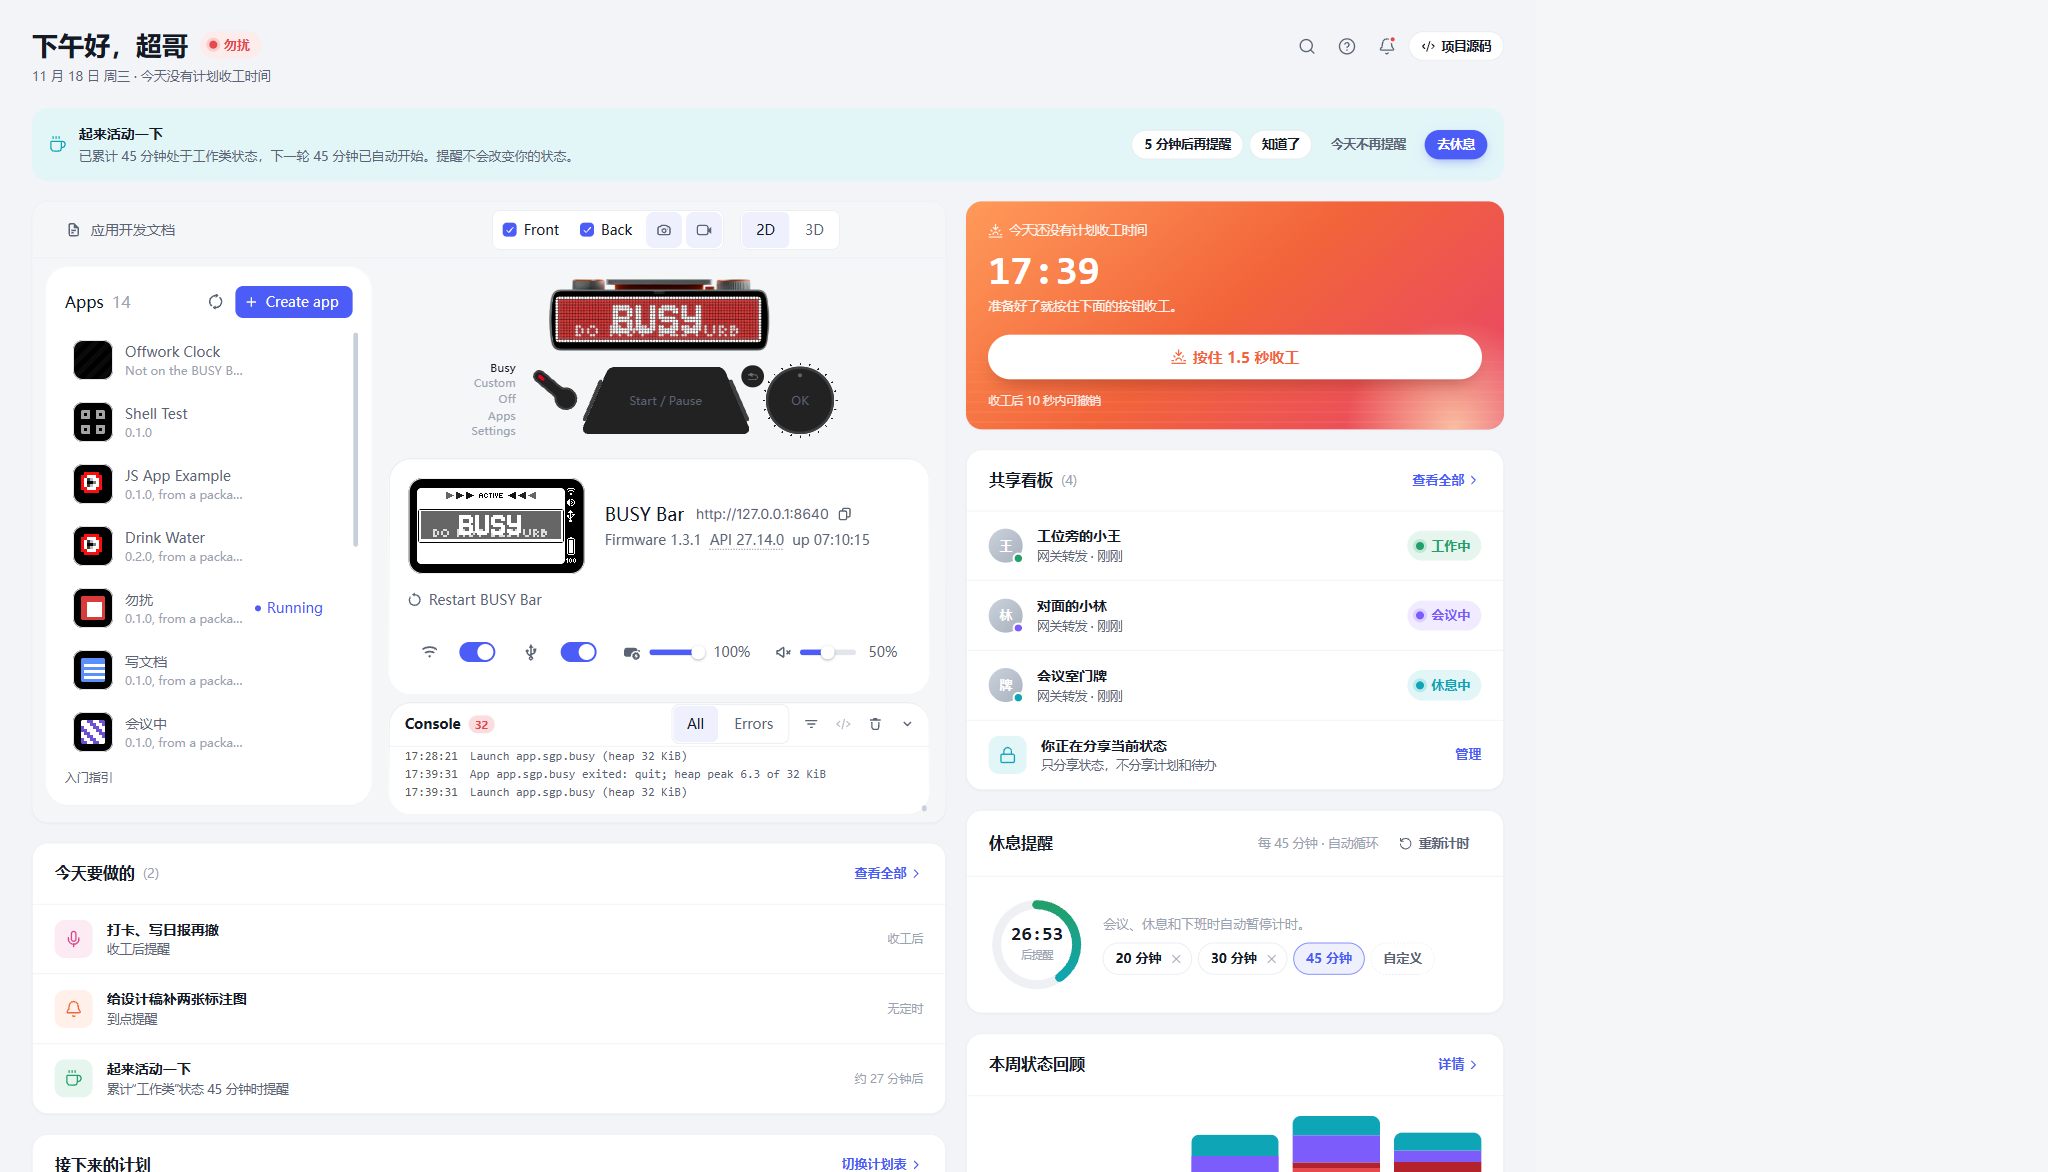 下午好，超哥
勿扰
11 月 18 日 周三 · 今天没有计划收工时间
项目源码
起来活动一下
已累计 45 分钟处于工作类状态，下一轮 45 分钟已自动开始。提醒不会改变你的状态。
5 分钟后再提醒
知道了
今天不再提醒
去休息
应用开发文档
Front
Back
2D
3D
Apps 14
+ Create app
Offwork Clock
Not on the BUSY B...
Shell Test
0.1.0
JS App Example
0.1.0, from a packa...
Drink Water
0.2.0, from a packa...
勿扰
0.1.0, from a packa...
Running
写文档
0.1.0, from a packa...
会议中
0.1.0, from a packa...
入门指引
BUSY
Busy
Custom
Off
Apps
Settings
Start / Pause
OK
ACTIVE
BUSY
100
BUSY Bar http://127.0.0.1:8640
Firmware 1.3.1 API 27.14.0 up 07:10:15
Restart BUSY Bar
100%
50%
Console 32
All
Errors
17:28:21 Launch app.sgp.busy (heap 32 KiB)
17:39:31 App app.sgp.busy exited: quit; heap peak 6.3 of 32 KiB
17:39:31 Launch app.sgp.busy (heap 32 KiB)
今天要做的 (2)
查看全部
打卡、写日报再撤
收工后提醒
收工后
给设计稿补两张标注图
到点提醒
无定时
起来活动一下
累计“工作类”状态 45 分钟时提醒
约 27 分钟后
接下来的计划
切换计划表
今天还没有计划收工时间
17:39
准备好了就按住下面的按钮收工。
按住 1.5 秒收工
收工后 10 秒内可撤销
共享看板 (4)
查看全部
王
工位旁的小王
网关转发 · 刚刚
工作中
林
对面的小林
网关转发 · 刚刚
会议中
牌
会议室门牌
网关转发 · 刚刚
休息中
你正在分享当前状态
只分享状态，不分享计划和待办
管理
休息提醒
每 45 分钟 · 自动循环
重新计时
26:53
后提醒
会议、休息和下班时自动暂停计时。
20 分钟
30 分钟
45 分钟
自定义
本周状态回顾
详情